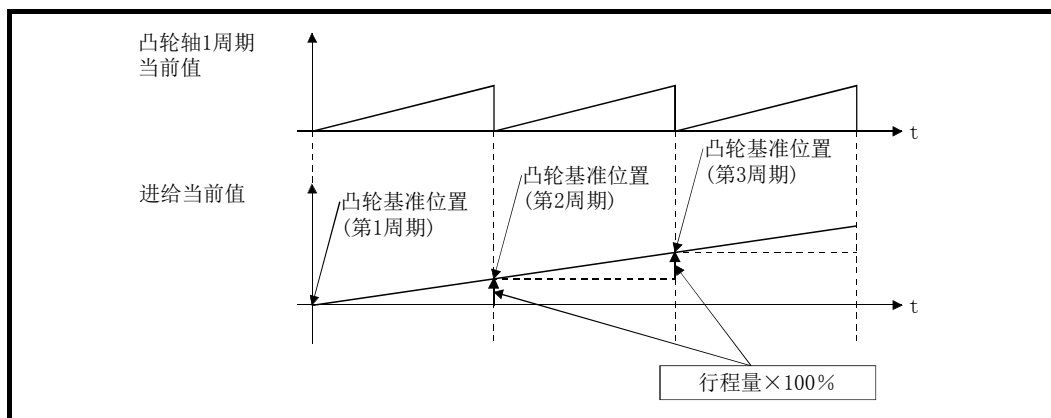 凸轮轴1周期
当前值
t
凸轮基准位置
(第3周期)
凸轮基准位置
(第2周期)
进给当前值
凸轮基准位置
(第1周期)
t
行程量×100%